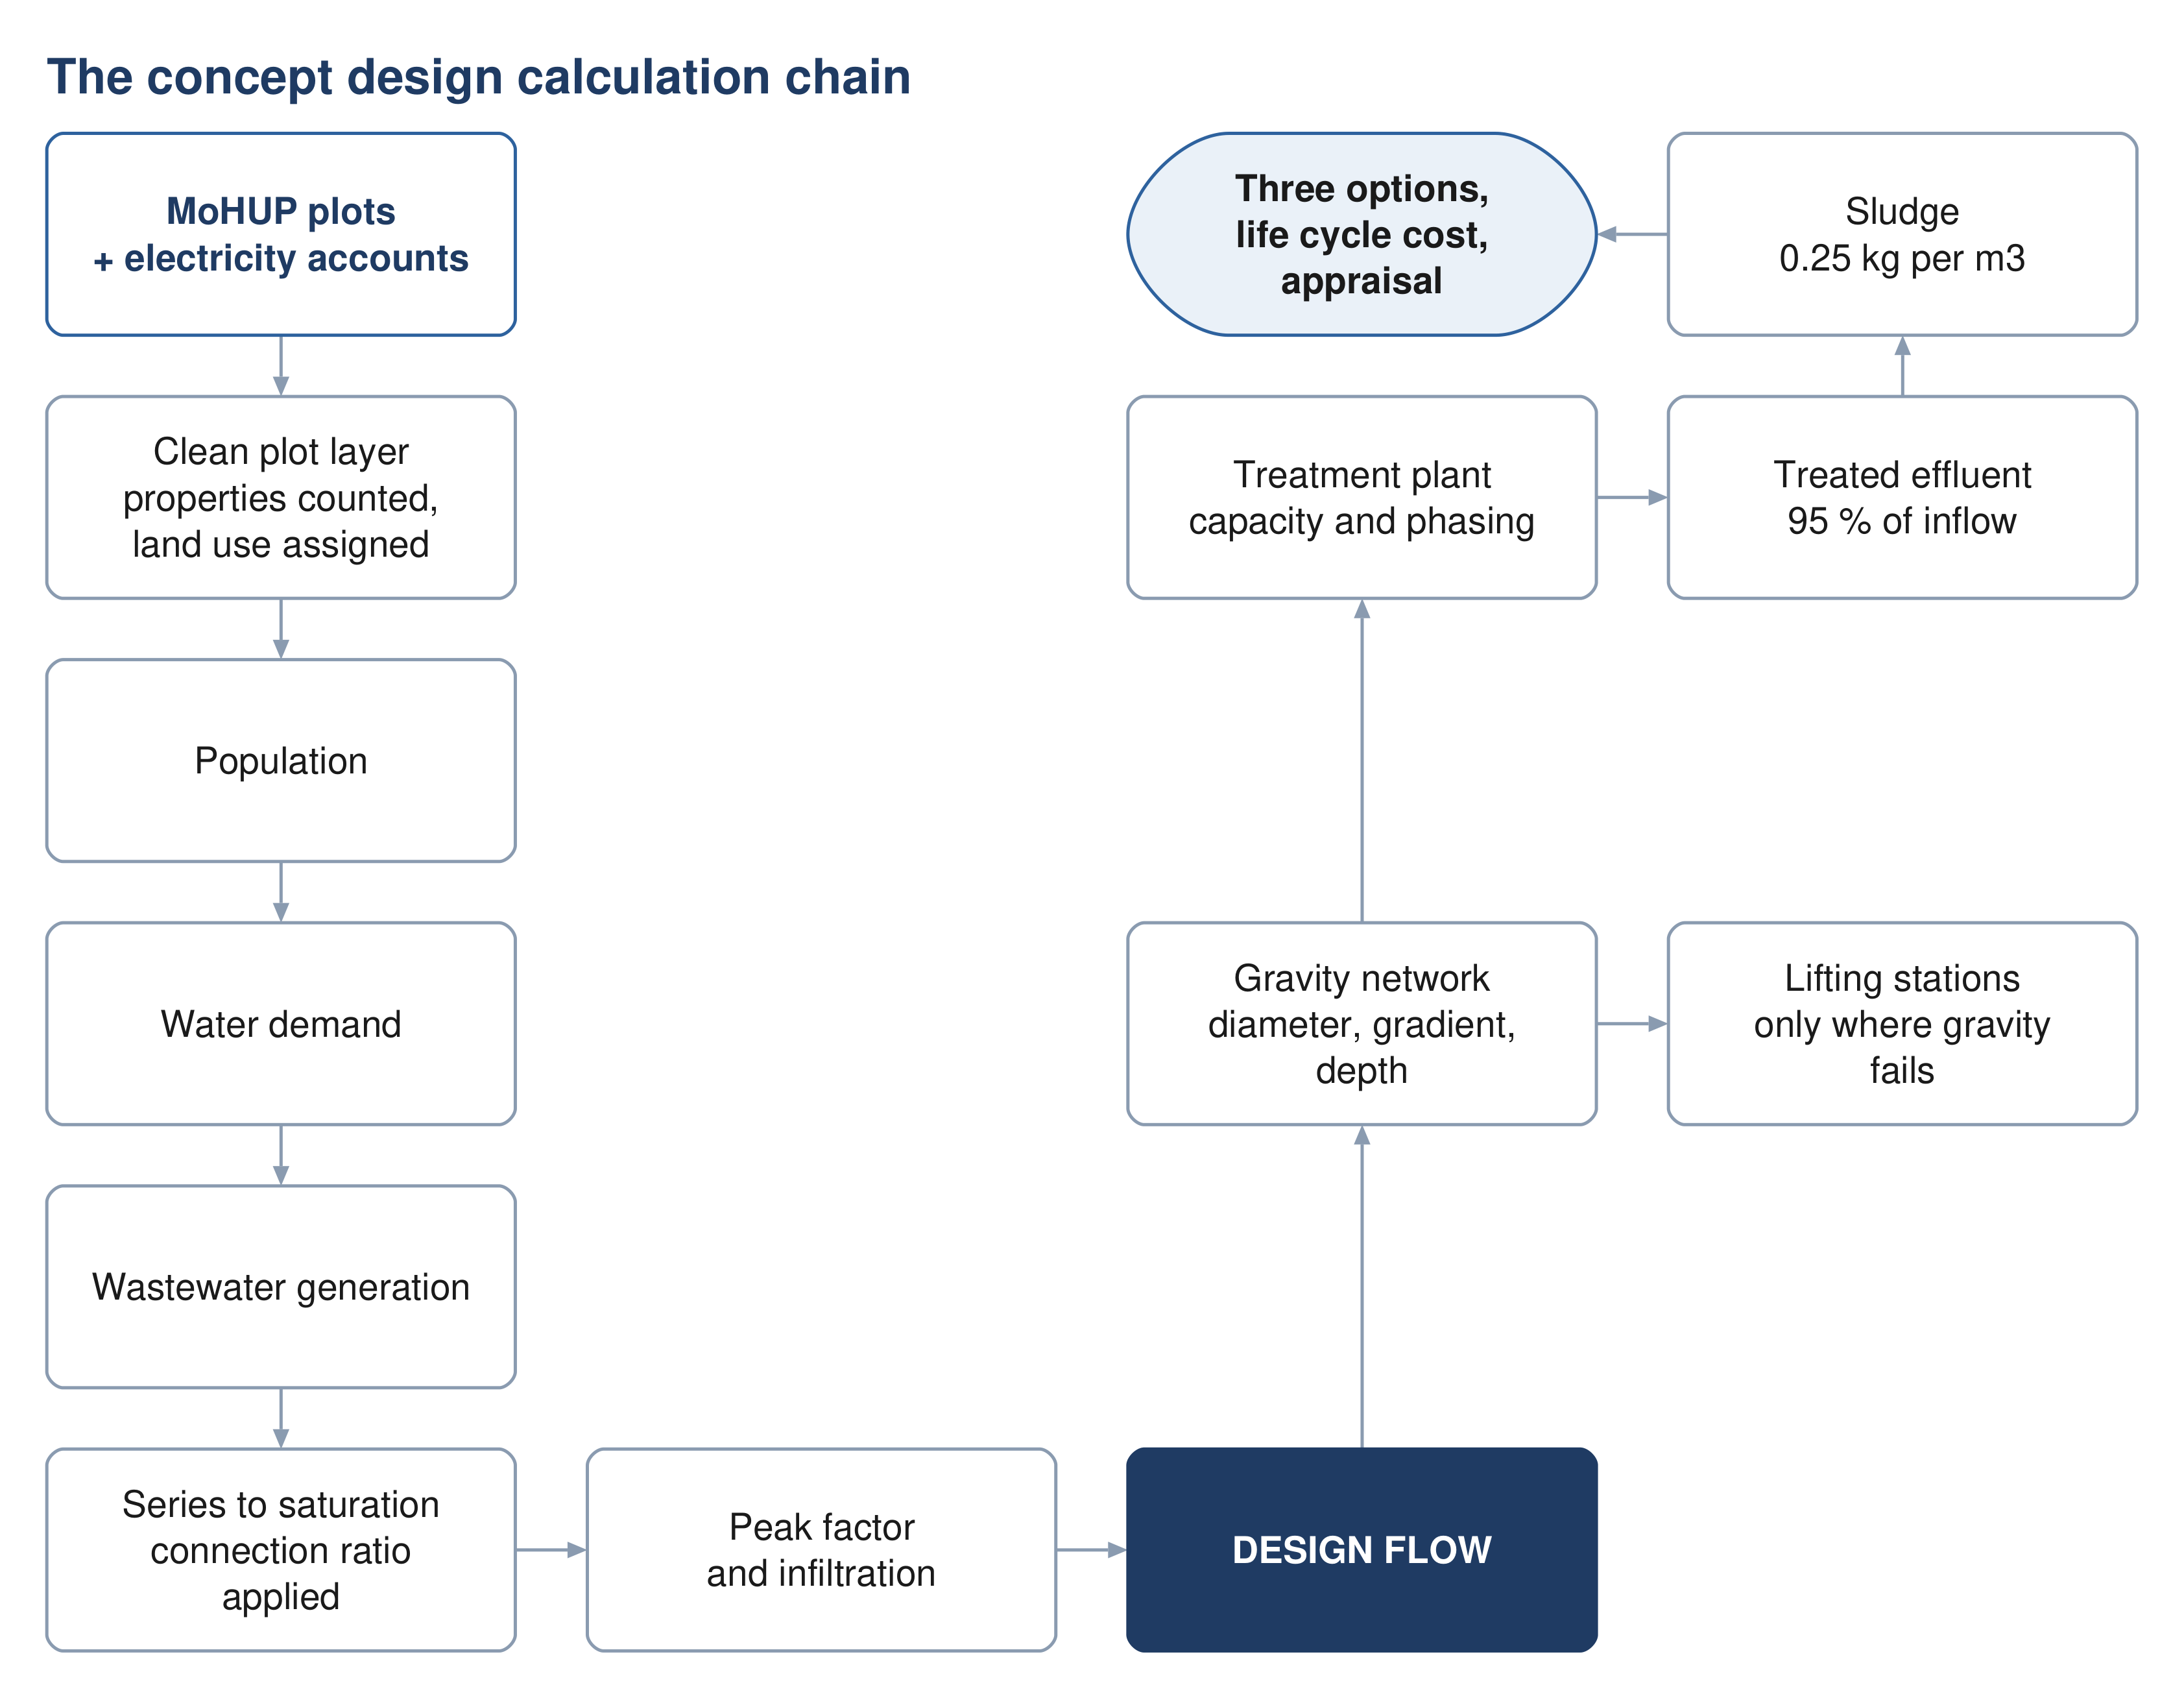 The concept design calculation chain
MoHUP plots
+ electricity accounts
Clean plot layer
properties counted,
land use assigned
Population
Water demand
Wastewater generation
Series to saturation
connection ratio
applied
Peak factor
and infiltration
DESIGN FLOW
Gravity network
diameter, gradient,
depth
Lifting stations
only where gravity
fails
Treatment plant
capacity and phasing
Treated effluent
95 % of inflow
Sludge
0.25 kg per m3
Three options,
life cycle cost,
appraisal